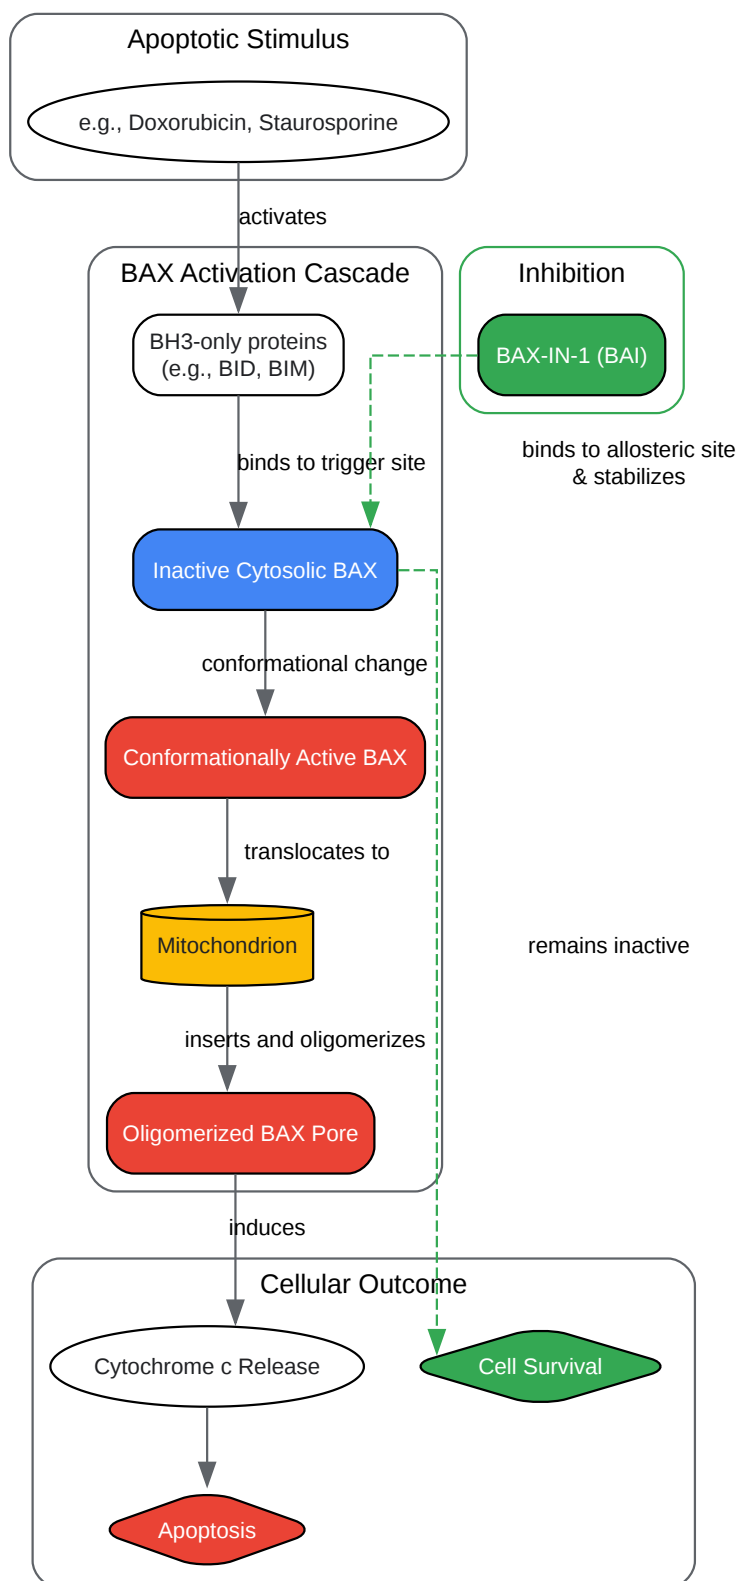 Apoptotic Stimulus
e.g., Doxorubicin, Staurosporine
activates
BAX Activation Cascade
Inhibition
BH3-only proteins
(e.g., BID, BIM)
BAX-IN-1 (BAI)
binds to trigger site
binds to allosteric site
& stabilizes
Inactive Cytosolic BAX
conformational change
Conformationally Active BAX
translocates to
Mitochondrion
remains inactive
inserts and oligomerizes
Oligomerized BAX Pore
induces
Cellular Outcome
Cytochrome c Release
Cell Survival
Apoptosis